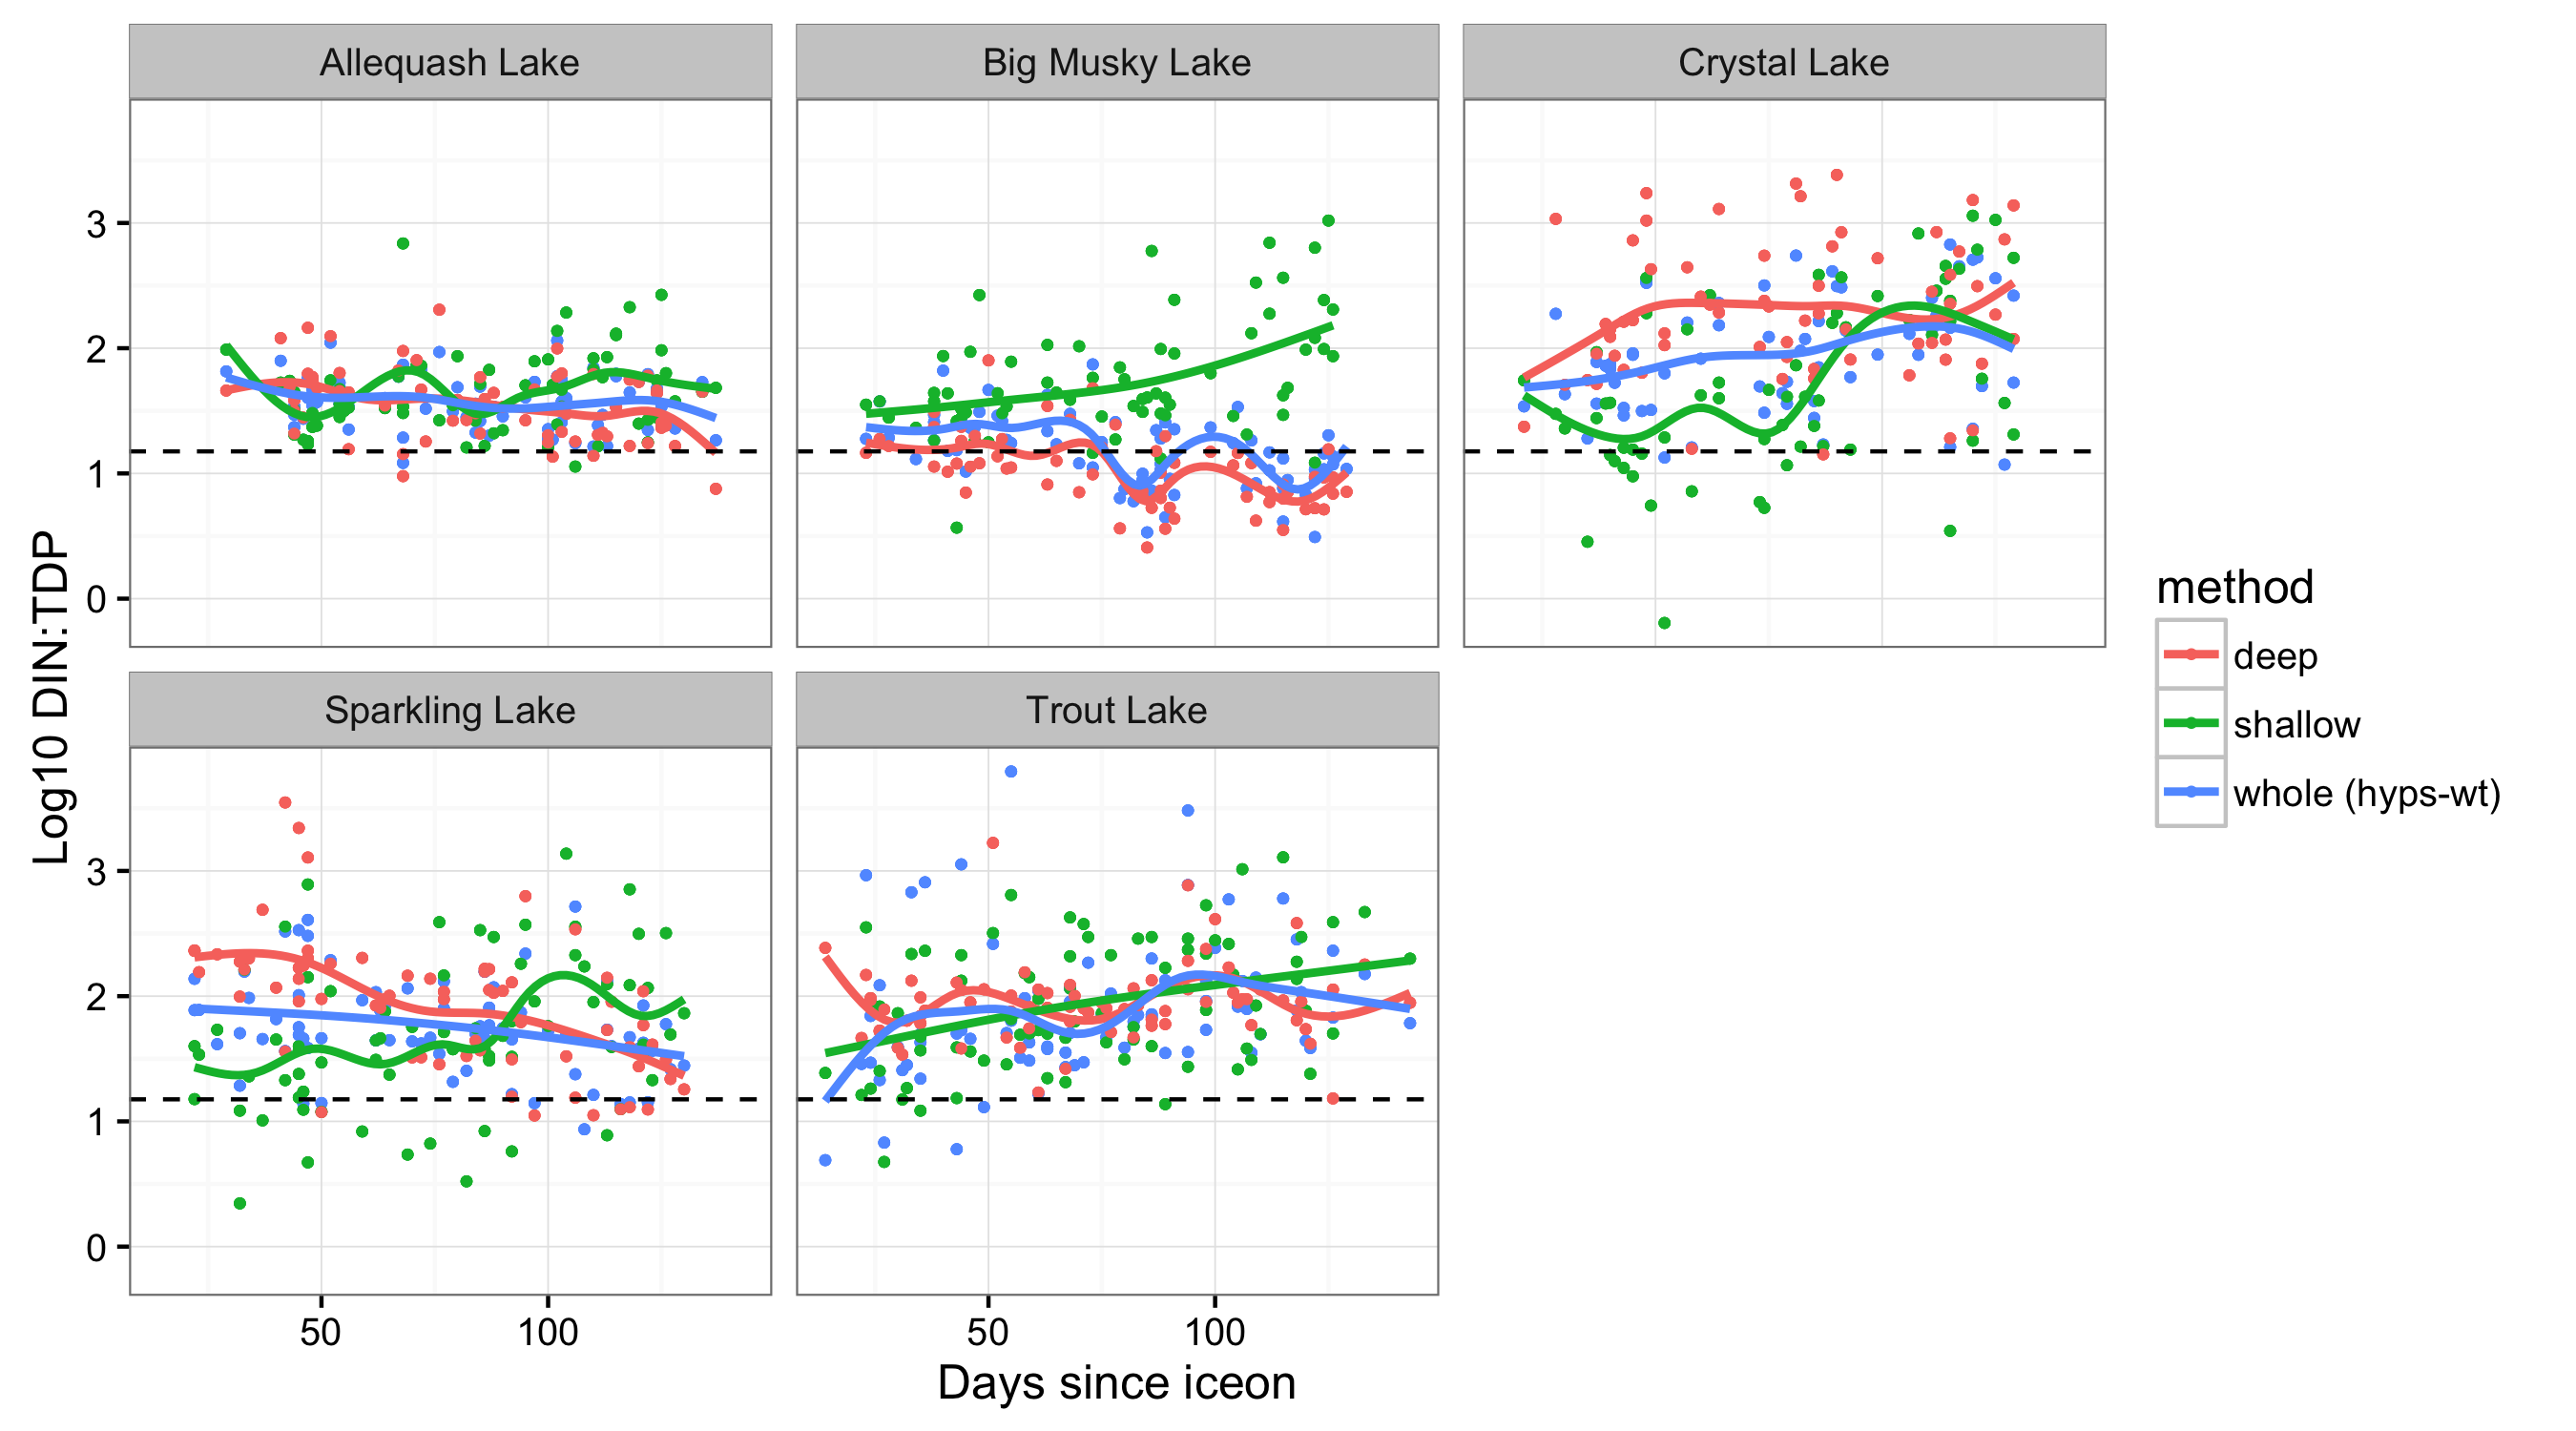 Allequash Lake
Big Musky Lake
Crystal Lake
3
2
1
0
Sparkling Lake
Trout Lake
3
2
1
0
50
100
50
100
Days since iceon
Log10 DIN:TDP
method
deep
shallow
whole (hyps-wt)